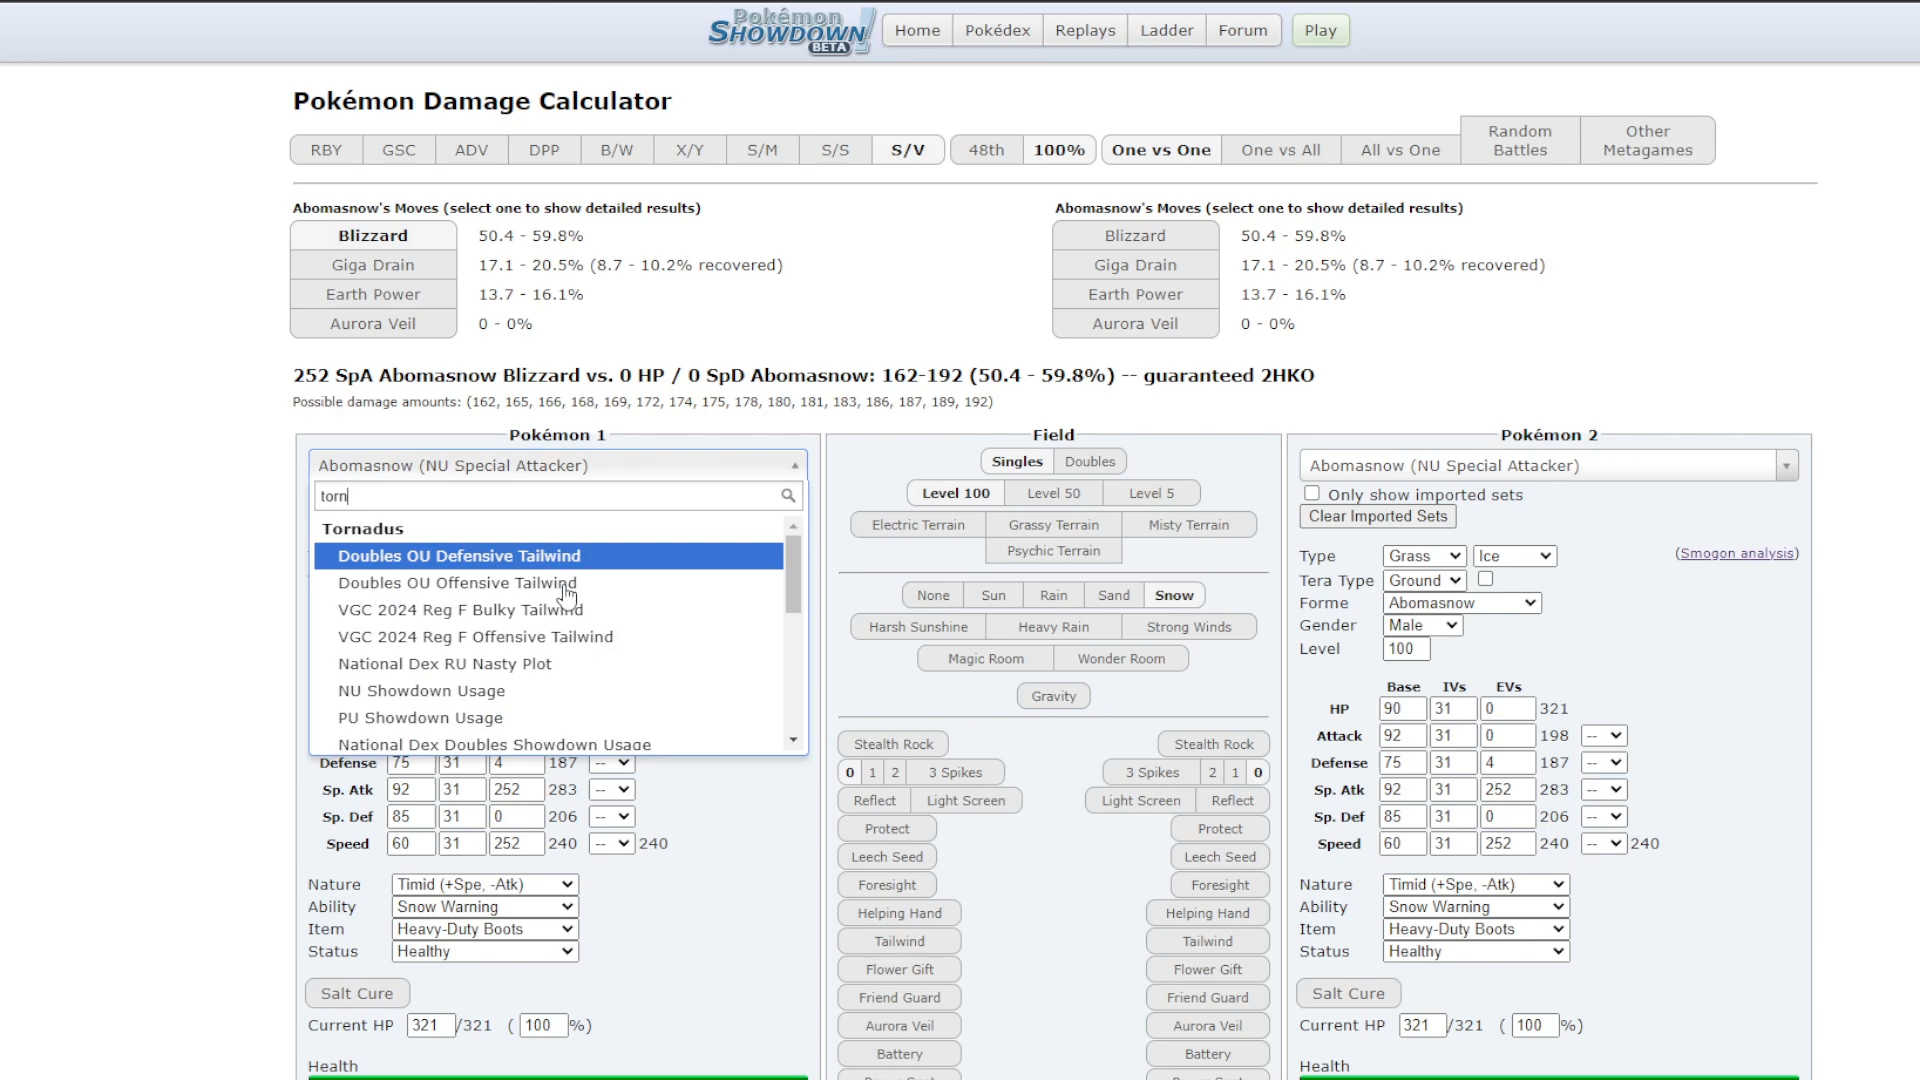 Pokémon
SHOWDOWN!
BETA
Home Pokédex Replays Ladder Forum Play
Pokémon Damage Calculator
RBY GSC ADV DPP B/W X/Y S/M S/S S/V 48th 100% One vs One One vs All All vs One Random Battles Other Metagames
Abomasnow's Moves (select one to show detailed results)
Blizzard 50.4 - 59.8%
Giga Drain 17.1 - 20.5% (8.7 - 10.2% recovered)
Earth Power 13.7 - 16.1%
Aurora Veil 0 - 0%
Abomasnow's Moves (select one to show detailed results)
Blizzard 50.4 - 59.8%
Giga Drain 17.1 - 20.5% (8.7 - 10.2% recovered)
Earth Power 13.7 - 16.1%
Aurora Veil 0 - 0%
252 SpA Abomasnow Blizzard vs. 0 HP / 0 SpD Abomasnow: 162-192 (50.4 - 59.8%) -- guaranteed 2HKO
Possible damage amounts: (162, 165, 166, 168, 169, 172, 174, 175, 178, 180, 181, 183, 186, 187, 189, 192)
Pokémon 1
Abomasnow (NU Special Attacker)
torn
Tornadus
Doubles OU Defensive Tailwind
Doubles OU Offensive Tailwind
VGC 2024 Reg F Bulky Tailwind
VGC 2024 Reg F Offensive Tailwind
National Dex RU Nasty Plot
NU Showdown Usage
PU Showdown Usage
National Dex Doubles Showdown Usage
Defense 75 31 4 187 --
Sp. Atk 92 31 252 283 --
Sp. Def 85 31 0 206 --
Speed 60 31 252 240 -- 240
Nature Timid (+Spe, -Atk)
Ability Snow Warning
Item Heavy-Duty Boots
Status Healthy
Salt Cure
Current HP 321 /321 ( 100 %)
Health
Field
Singles Doubles
Level 100 Level 50 Level 5
Electric Terrain Grassy Terrain Misty Terrain
Psychic Terrain
None Sun Rain Sand Snow
Harsh Sunshine Heavy Rain Strong Winds
Magic Room Wonder Room
Gravity
Stealth Rock Stealth Rock
0 1 2 3 Spikes 3 Spikes 2 1 0
Reflect Light Screen Light Screen Reflect
Protect Protect
Leech Seed Leech Seed
Foresight Foresight
Helping Hand Helping Hand
Tailwind Tailwind
Flower Gift Flower Gift
Friend Guard Friend Guard
Aurora Veil Aurora Veil
Battery Battery
Pokémon 2
Abomasnow (NU Special Attacker)
Only show imported sets
Clear Imported Sets
Type Grass Ice (Smogon analysis)
Tera Type Ground
Forme Abomasnow
Gender Male
Level 100
Base IVs EVs
HP 90 31 0 321
Attack 92 31 0 198 --
Defense 75 31 4 187 --
Sp. Atk 92 31 252 283 --
Sp. Def 85 31 0 206 --
Speed 60 31 252 240 -- 240
Nature Timid (+Spe, -Atk)
Ability Snow Warning
Item Heavy-Duty Boots
Status Healthy
Salt Cure
Current HP 321 /321 ( 100 %)
Health